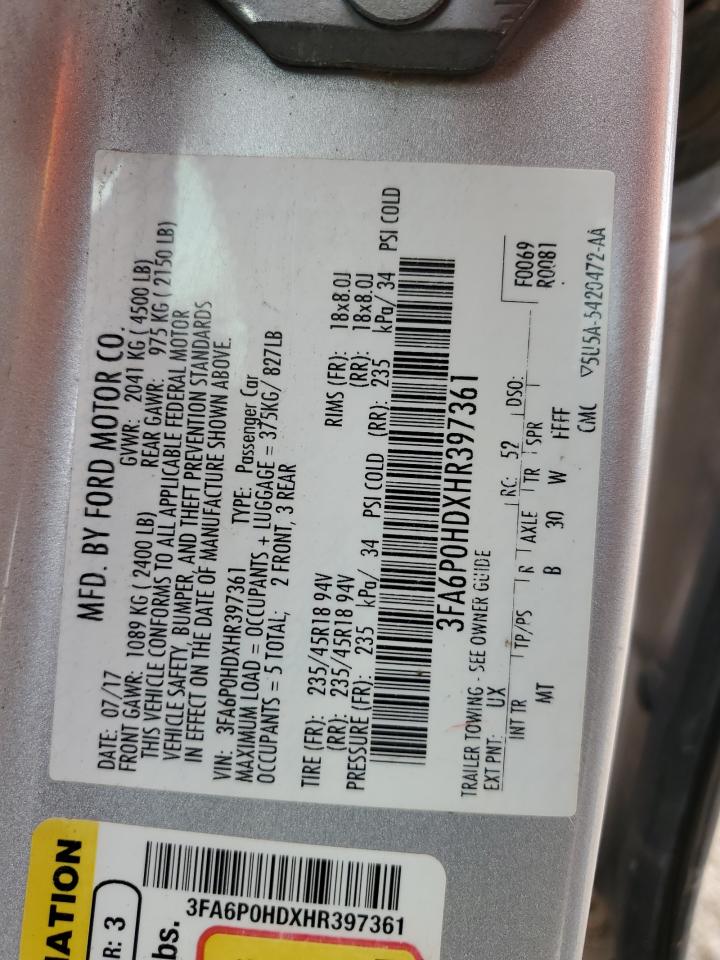 MFD. BY FORD MOTOR CO.
DATE: 07/17 GVWR: 2041 KG ( 4500 LB)
FRONT GAWR: 1089 KG ( 2400 LB) REAR GAWR: 975 KG ( 2150 LB)
THIS VEHICLE CONFORMS TO ALL APPLICABLE FEDERAL MOTOR
VEHICLE SAFETY, BUMPER, AND THEFT PREVENTION STANDARDS
IN EFFECT ON THE DATE OF MANUFACTURE SHOWN ABOVE.
VIN: 3FA6P0HDXHR397361 TYPE: Passenger Car
MAXIMUM LOAD = OCCUPANTS + LUGGAGE = 375KG/ 827LB
OCCUPANTS = 5 TOTAL; 2 FRONT, 3 REAR
TIRE (FR): 235/45R18 94V RIMS (FR): 18x8.0J
(RR): 235/45R18 94V (RR): 18x8.0J
PRESSURE (FR): 235 kPa/ 34 PSI COLD (RR): 235 kPa/ 34 PSI COLD
3FA6P0HDXHR397361
TRAILER TOWING - SEE OWNER GUIDE
EXT PNT: UX RC: 52 DSO: F0069
INT TR TP/PS R AXLE TR SPR R0081
MT B 30 W FFFF
CMC ▽5U5A-5420472-AA
MATION
R: 3
bs.
3FA6P0HDXHR397361